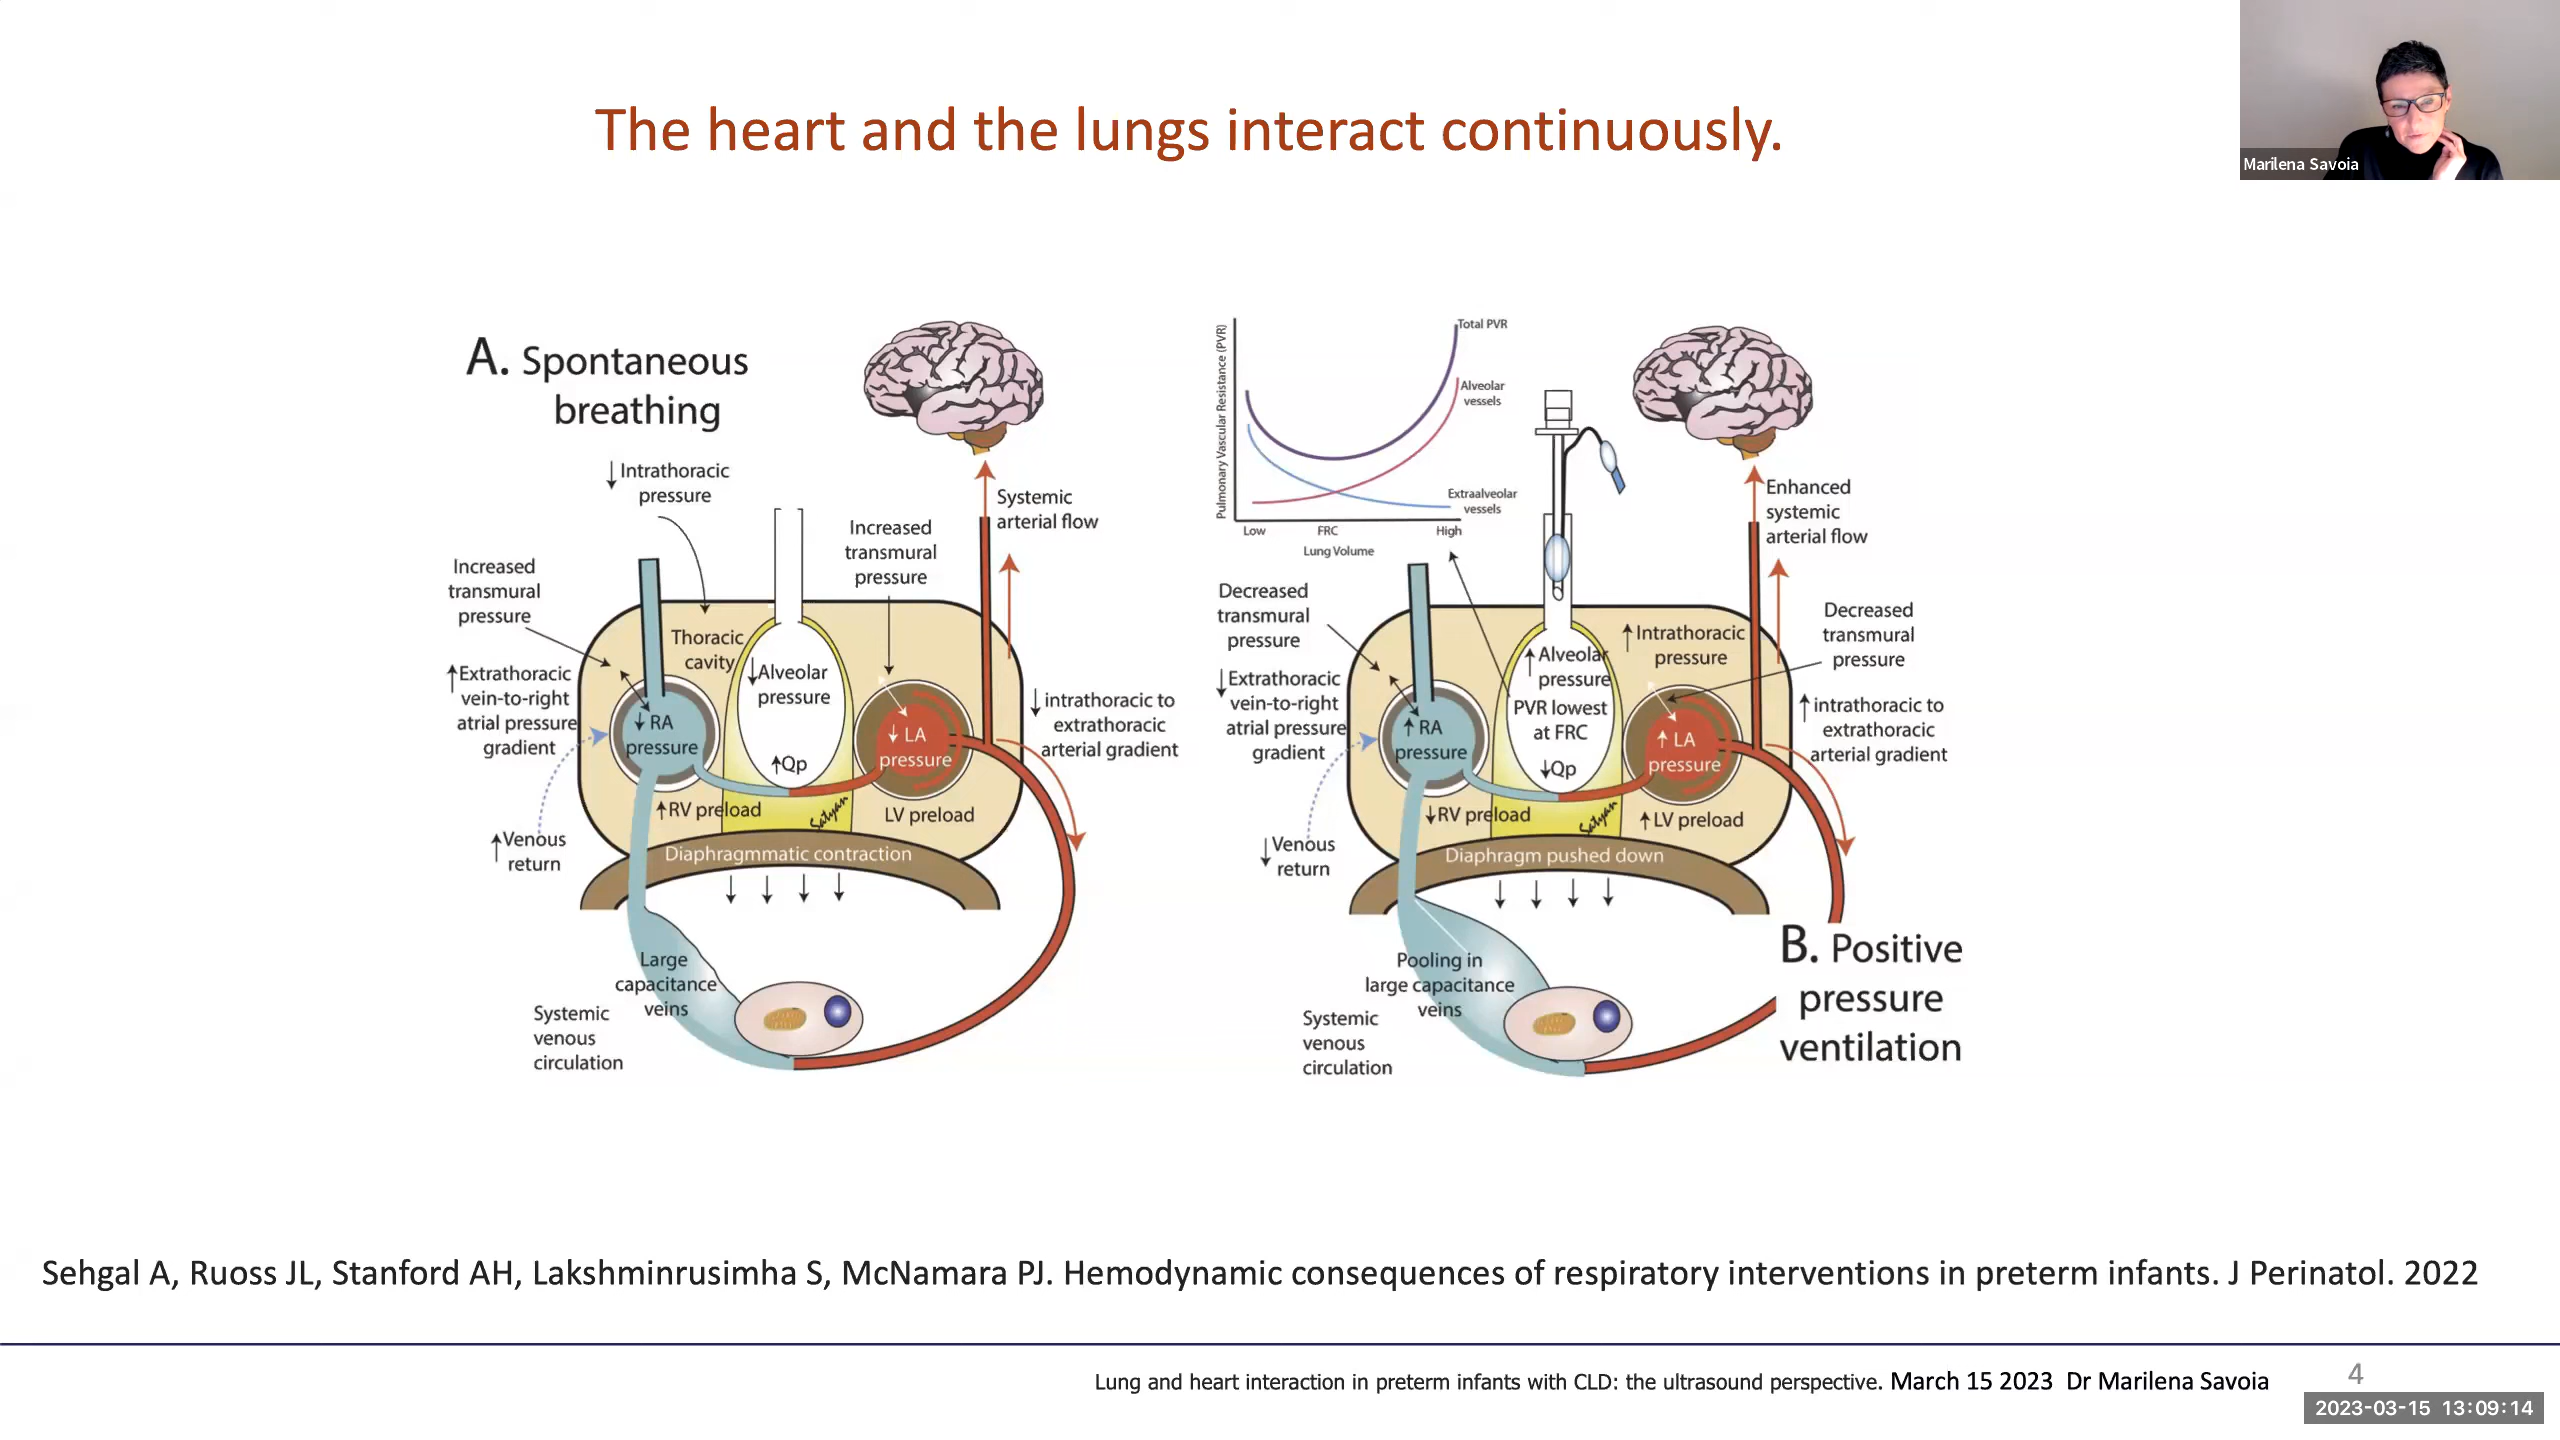 The heart and the lungs interact continuously.
Marilena Savoia
A. Spontaneous
breathing
↓Intrathoracic
pressure
Increased
transmural
pressure
↑Extrathoracic
vein-to-right
atrial pressure
gradient
↑Venous
return
Thoracic
cavity
↓Alveolar
pressure
↑Qp
↓ RA
pressure
↑RV preload
Increased
transmural
pressure
↓ LA
pressure
LV preload
Satyan
Systemic
arterial flow
↓ intrathoracic to
extrathoracic
arterial gradient
Diaphragmmatic contraction
Large
capacitance
veins
Systemic
venous
circulation
Pulmonary Vascular Resistance (PVR)
Total PVR
Alveolar
vessels
Extraalveolar
vessels
Low
FRC
High
Lung Volume
Decreased
transmural
pressure
↓Extrathoracic
vein-to-right
atrial pressure
gradient
↓Venous
return
↑ RA
pressure
↓RV preload
↑Alveolar
pressure
PVR lowest
at FRC
↓Qp
↑Intrathoracic
pressure
↑ LA
pressure
↑LV preload
Satyan
Enhanced
systemic
arterial flow
Decreased
transmural
pressure
↑intrathoracic to
extrathoracic
arterial gradient
Diaphragm pushed down
Pooling in
large capacitance
veins
Systemic
venous
circulation
B. Positive
pressure
ventilation
Sehgal A, Ruoss JL, Stanford AH, Lakshminrusimha S, McNamara PJ. Hemodynamic consequences of respiratory interventions in preterm infants. J Perinatol. 2022
Lung and heart interaction in preterm infants with CLD: the ultrasound perspective. March 15 2023 Dr Marilena Savoia
4
2023-03-15 13:09:14